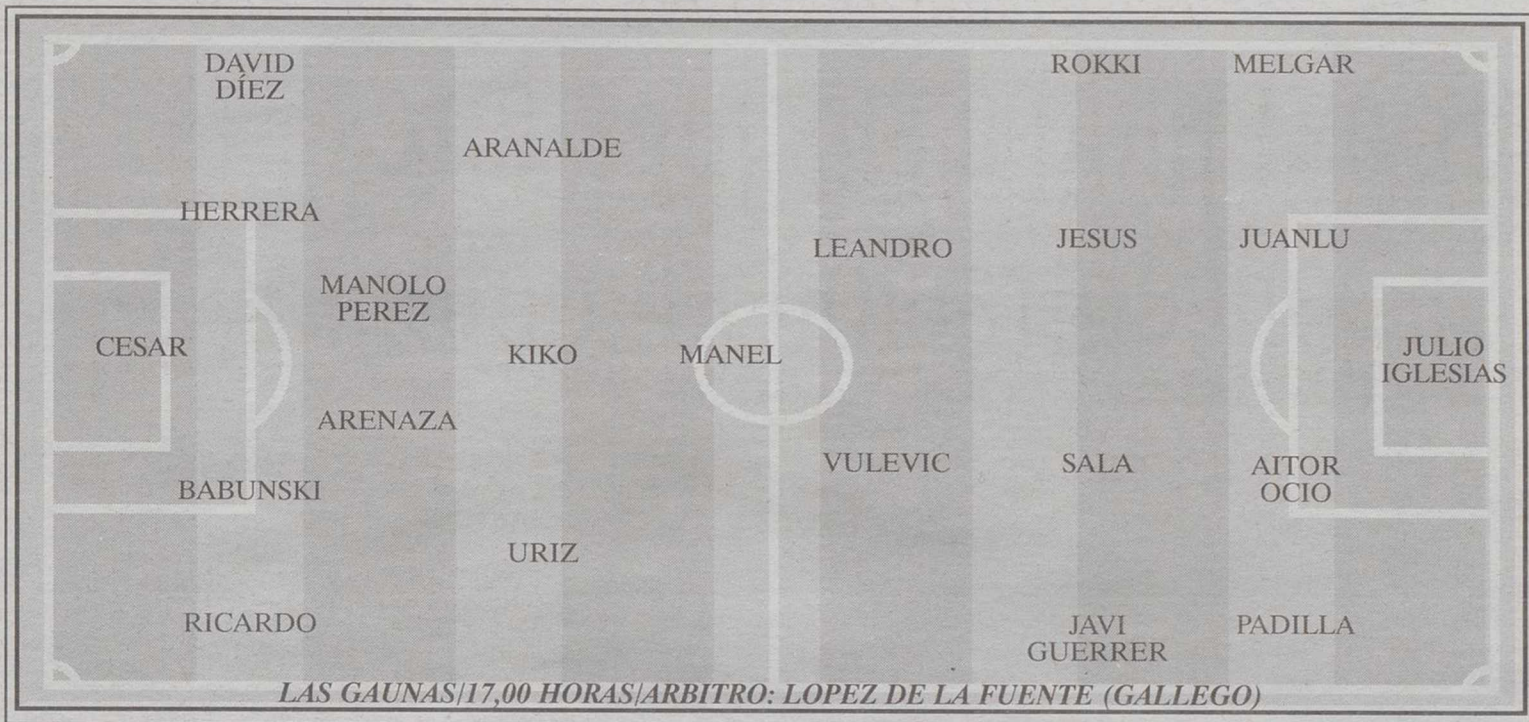 DAVID
DÍEZ
HERRERA
CESAR
BABUNSKI
RICARDO
MANOLO
PEREZ
ARENAZA
ARANALDE
KIKO
URIZ
MANEL
LEANDRO
VULEVIC
ROKKI
JESUS
SALA
JAVI
GUERRER
MELGAR
JUANLU
AITOR
OCIO
PADILLA
JULIO
IGLESIAS
LAS GAUNAS/17,00 HORAS/ARBITRO: LOPEZ DE LA FUENTE (GALLEGO)